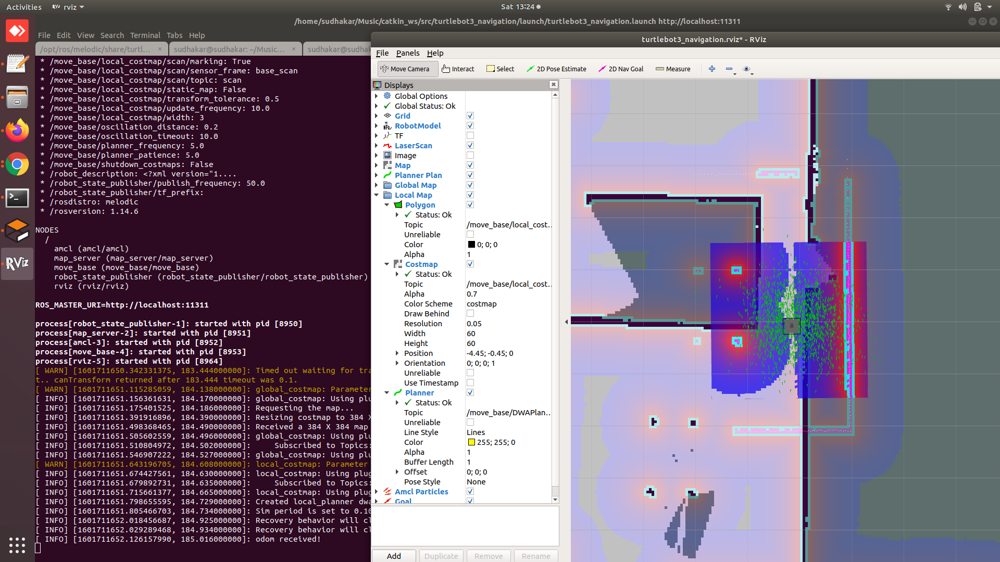 Activities
rviz
Sat 13:24
/home/sudhakar/Music/catkin_ws/src/turtlebot3_navigation/launch/turtlebot3_navigation.launch http://localhost:11311
File Edit View Search Terminal Tabs Help
/opt/ros/melodic/share/turtl...
sudhakar@sudhakar: ~/Music...
sudhakar@sudhak
* /move_base/local_costmap/scan/marking: True
* /move_base/local_costmap/scan/sensor_frame: base_scan
* /move_base/local_costmap/scan/topic: scan
* /move_base/local_costmap/static_map: False
* /move_base/local_costmap/transform_tolerance: 0.5
* /move_base/local_costmap/update_frequency: 10.0
* /move_base/local_costmap/width: 3
* /move_base/oscillation_distance: 0.2
* /move_base/oscillation_timeout: 10.0
* /move_base/planner_frequency: 5.0
* /move_base/planner_patience: 5.0
* /move_base/shutdown_costmaps: False
* /robot_description: <?xml version="1....
* /robot_state_publisher/publish_frequency: 50.0
* /robot_state_publisher/tf_prefix:
* /rosdistro: melodic
* /rosversion: 1.14.6
NODES
/
amcl (amcl/amcl)
map_server (map_server/map_server)
move_base (move_base/move_base)
robot_state_publisher (robot_state_publisher/robot_state_publisher)
rviz (rviz/rviz)
ROS_MASTER_URI=http://localhost:11311
process[robot_state_publisher-1]: started with pid [8950]
process[map_server-2]: started with pid [8951]
process[amcl-3]: started with pid [8952]
process[move_base-4]: started with pid [8953]
process[rviz-5]: started with pid [8964]
[ WARN] [1601711650.342331375, 183.444000000]: Timed out waiting for tra
t.. canTransform returned after 183.444 timeout was 0.1.
[ WARN] [1601711651.115285059, 184.138000000]: global_costmap: Parameter
[ INFO] [1601711651.156361631, 184.170000000]: global_costmap: Using plu
[ INFO] [1601711651.175401525, 184.186000000]: Requesting the map...
[ INFO] [1601711651.391916896, 184.390000000]: Resizing costmap to 384 X
[ INFO] [1601711651.498368465, 184.490000000]: Received a 384 X 384 map
[ INFO] [1601711651.505602559, 184.496000000]: global_costmap: Using plu
[ INFO] [1601711651.510804972, 184.502000000]: Subscribed to Topics:
[ INFO] [1601711651.546907222, 184.527000000]: global_costmap: Using plu
[ WARN] [1601711651.643196705, 184.608000000]: local_costmap: Parameter
[ INFO] [1601711651.674427561, 184.630000000]: local_costmap: Using plug
[ INFO] [1601711651.679892731, 184.635000000]: Subscribed to Topics:
[ INFO] [1601711651.715661377, 184.665000000]: local_costmap: Using plug
[ INFO] [1601711651.798655595, 184.729000000]: Created local_planner dwa
[ INFO] [1601711651.805466703, 184.734000000]: Sim period is set to 0.10
[ INFO] [1601711652.018456687, 184.925000000]: Recovery behavior will cl
[ INFO] [1601711652.029289468, 184.934000000]: Recovery behavior will cl
[ INFO] [1601711652.126157990, 185.016000000]: odom received!
RViz
turtlebot3_navigation.rviz* - RViz
File Panels Help
Move Camera Interact Select 2D Pose Estimate 2D Nav Goal Measure
Displays
Global Options
Global Status: Ok
Grid
RobotModel
TF
LaserScan
Image
Map
Planner Plan
Global Map
Local Map
Polygon
Status: Ok
Topic /move_base/local_cost...
Unreliable
Color 0; 0; 0
Alpha 1
Costmap
Status: Ok
Topic /move_base/local_cost...
Alpha 0.7
Color Scheme costmap
Draw Behind
Resolution 0.05
Width 60
Height 60
Position -4.45; -0.45; 0
Orientation 0; 0; 0; 1
Unreliable
Use Timestamp
Planner
Status: Ok
Topic /move_base/DWAPlan...
Unreliable
Line Style Lines
Color 255; 255; 0
Alpha 1
Buffer Length 1
Offset 0; 0; 0
Pose Style None
Amcl Particles
Goal
Add Duplicate Remove Rename